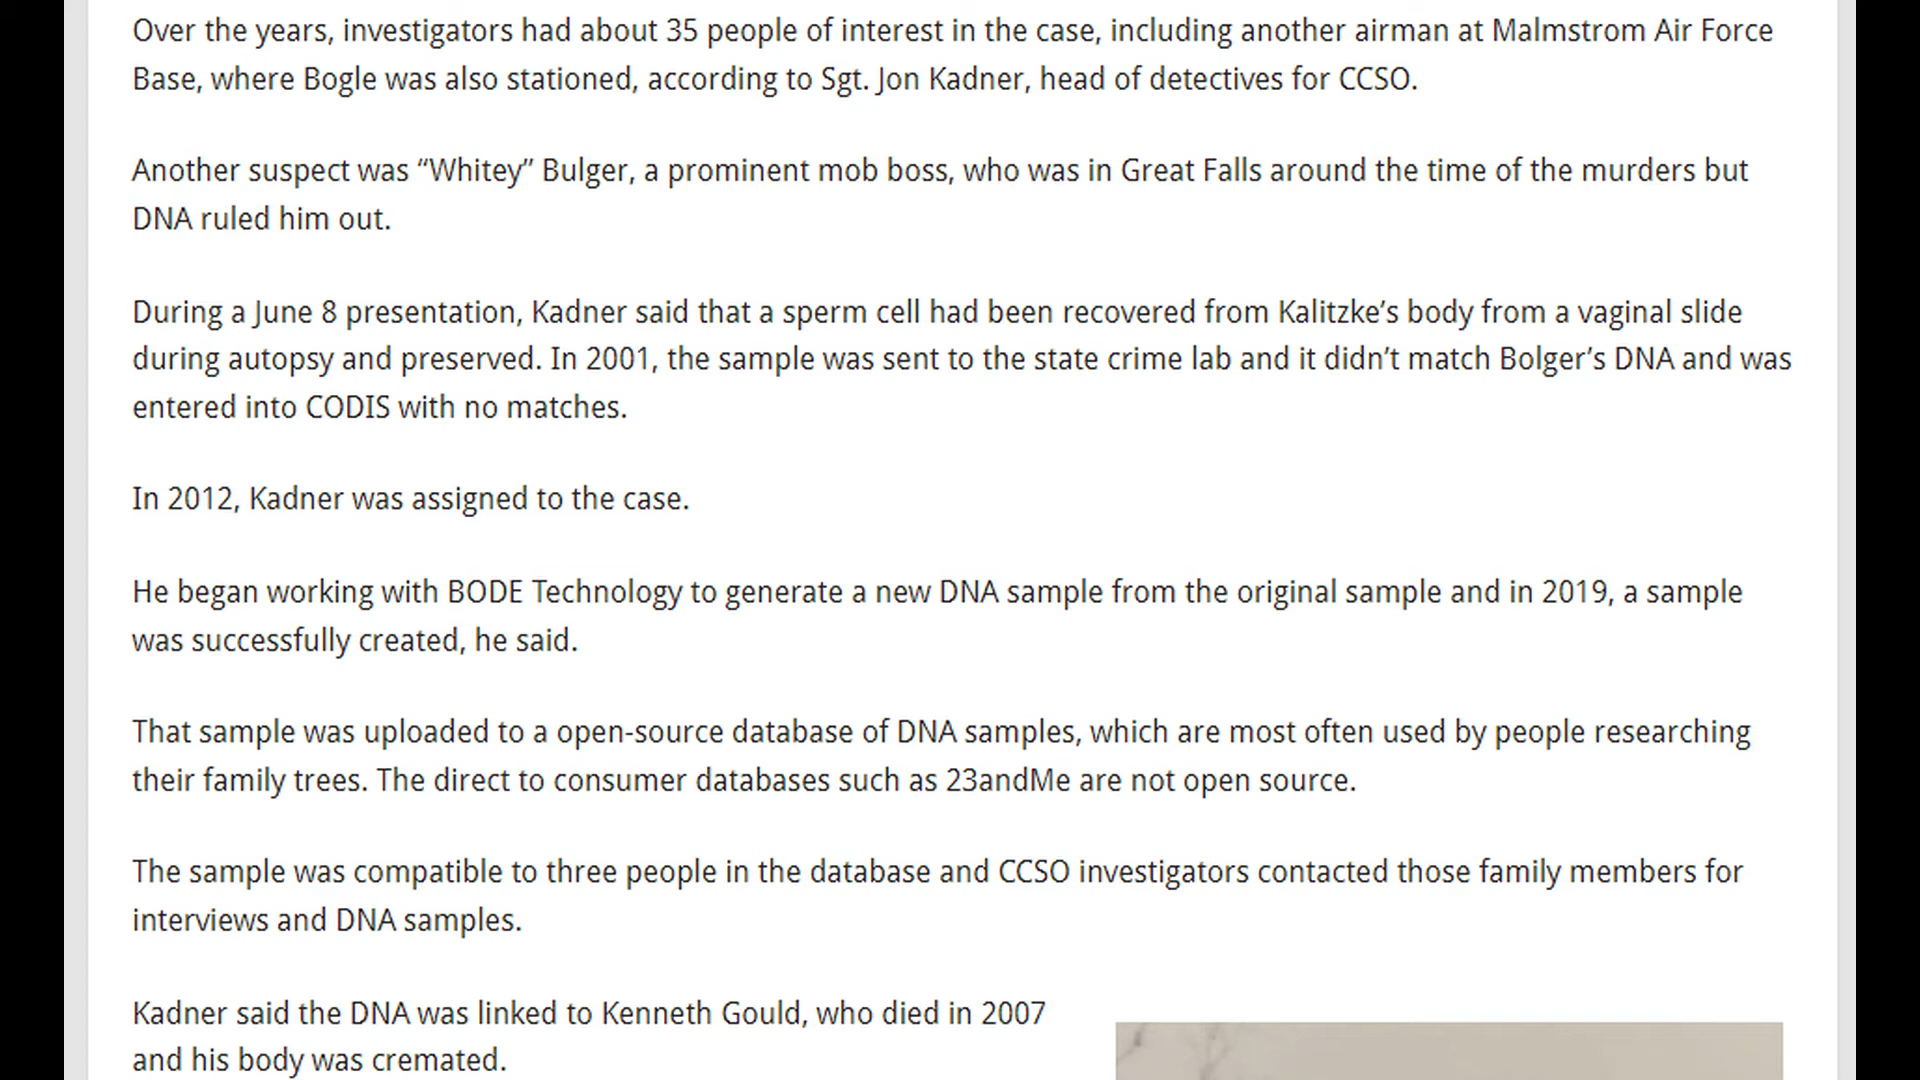 Over the years, investigators had about 35 people of interest in the case, including another airman at Malmstrom Air Force
Base, where Bogle was also stationed, according to Sgt. Jon Kadner, head of detectives for CCSO.
Another suspect was “Whitey” Bulger, a prominent mob boss, who was in Great Falls around the time of the murders but
DNA ruled him out.
During a June 8 presentation, Kadner said that a sperm cell had been recovered from Kalitzke’s body from a vaginal slide
during autopsy and preserved. In 2001, the sample was sent to the state crime lab and it didn’t match Bolger’s DNA and was
entered into CODIS with no matches.
In 2012, Kadner was assigned to the case.
He began working with BODE Technology to generate a new DNA sample from the original sample and in 2019, a sample
was successfully created, he said.
That sample was uploaded to a open-source database of DNA samples, which are most often used by people researching
their family trees. The direct to consumer databases such as 23andMe are not open source.
The sample was compatible to three people in the database and CCSO investigators contacted those family members for
interviews and DNA samples.
Kadner said the DNA was linked to Kenneth Gould, who died in 2007
and his body was cremated.